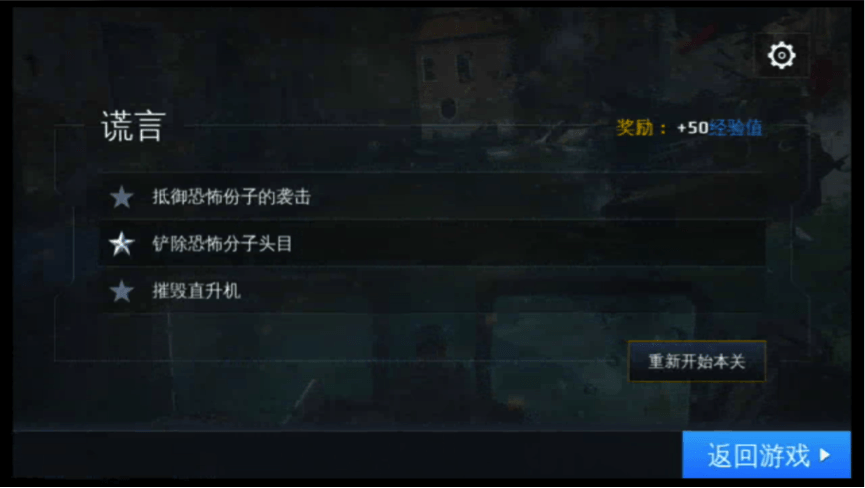 谎言
奖励：+50经验值
抵御恐怖份子的袭击
铲除恐怖分子头目
摧毁直升机
重新开始本关
返回游戏